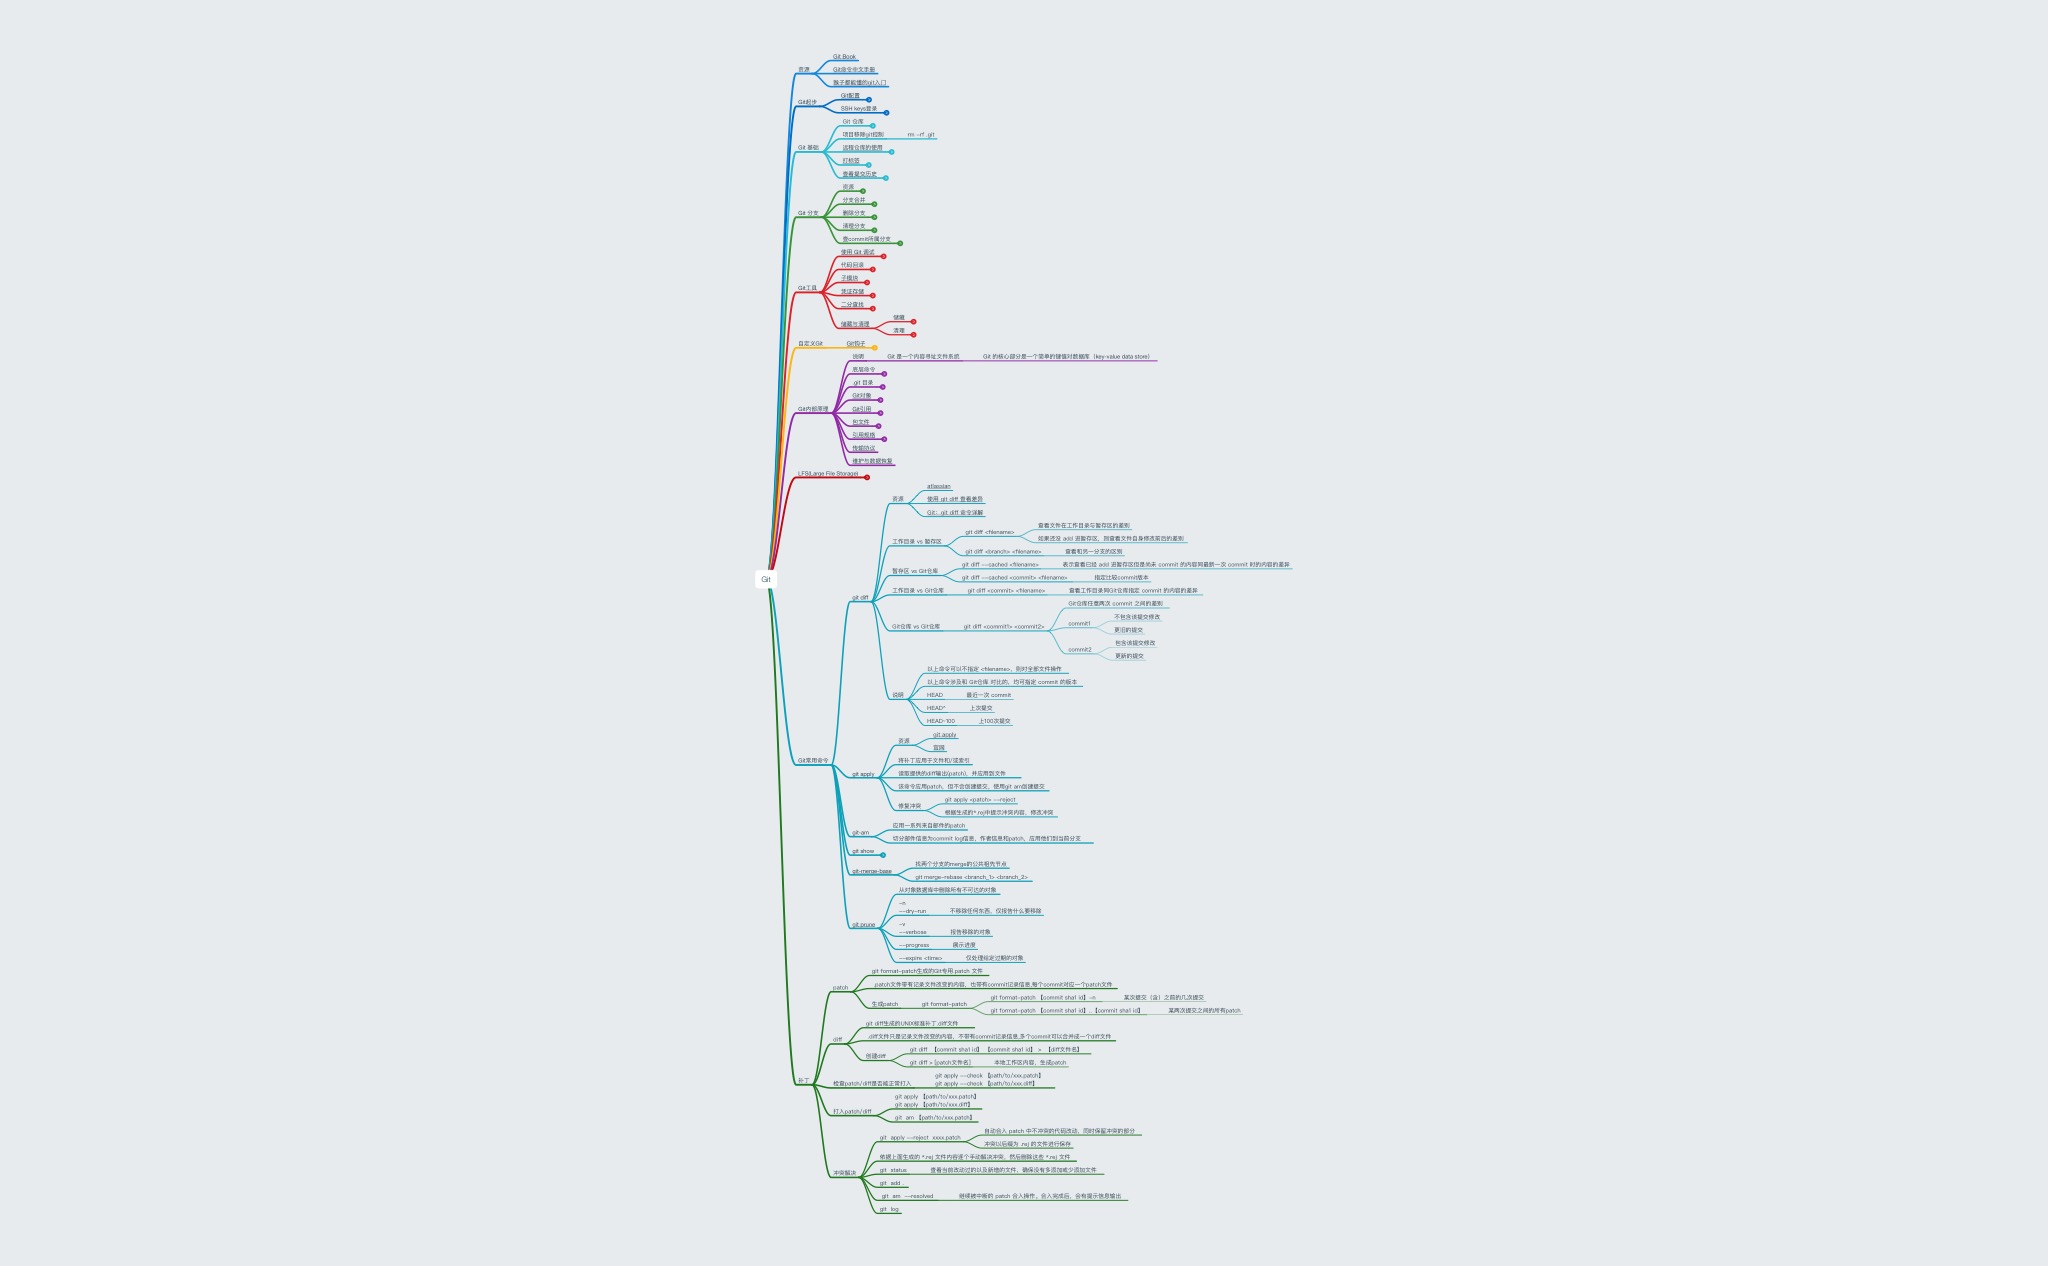 Git
资源
Git Book
Git命令中文手册
猴子都能懂的git入门
Git起步
Git配置
SSH keys登录
Git 基础
Git 仓库
项目移除git控制
rm -rf .git
远程仓库的使用
打标签
查看提交历史
Git 分支
资源
分支合并
删除分支
清理分支
查commit所属分支
Git工具
使用 Git 调试
代码回滚
子模块
凭证存储
二分查找
储藏与清理
储藏
清理
自定义Git
Git钩子
Git内部原理
说明
Git 是一个内容寻址文件系统
Git 的核心部分是一个简单的键值对数据库（key-value data store）
底层命令
.git 目录
Git对象
Git引用
包文件
引用规格
传输协议
维护与数据恢复
LFS(Large File Storage)
Git常用命令
git diff
资源
atlassian
使用 git diff 查看差异
Git：git diff 命令详解
工作目录 vs 暂存区
git diff <filename>
查看文件在工作目录与暂存区的差别
如果还没 add 进暂存区，则查看文件自身修改前后的差别
git diff <branch> <filename>
查看和另一分支的区别
暂存区 vs Git仓库
git diff --cached <filename>
表示查看已经 add 进暂存区但是尚未 commit 的内容同最新一次 commit 时的内容的差异
git diff --cached <commit> <filename>
指定比较commit版本
工作目录 vs Git仓库
git diff <commit> <filename>
查看工作目录同Git仓库指定 commit 的内容的差异
Git仓库 vs Git仓库
git diff <commit1> <commit2>
Git仓库任意两次 commit 之间的差别
commit1
不包含该提交修改
更旧的提交
commit2
包含该提交修改
更新的提交
说明
以上命令可以不指定 <filename>，则对全部文件操作
以上命令涉及和 Git仓库 对比的，均可指定 commit 的版本
HEAD
最近一次 commit
HEAD^
上次提交
HEAD~100
上100次提交
git apply
资源
git.apply
官网
将补丁应用于文件和/或索引
读取提供的diff输出(patch)，并应用到文件
该命令应用patch，但不会创建提交，使用git am创建提交
修复冲突
git apply <patch> --reject
根据生成的*.rej中提示冲突内容，修改冲突
git-am
应用一系列来自邮件的patch
切分邮件信息为commit log信息，作者信息和patch，应用他们到当前分支
git show
git-merge-base
找两个分支的merge的公共祖先节点
git merge-rebase <branch_1> <branch_2>
git.prune
从对象数据库中删除所有不可达的对象
-n
--dry-run
不移除任何东西，仅报告什么要移除
-v
--verbose
报告移除的对象
--progress
展示进度
--expire <time>
仅处理给定过期的对象
补丁
patch
git format-patch生成的Git专用.patch 文件
.patch文件带有记录文件改变的内容，也带有commit记录信息,每个commit对应一个patch文件
生成patch
git format-patch
git format-patch 【commit sha1 id】 -n
某次提交（含）之前的几次提交
git format-patch 【commit sha1 id】..【commit sha1 id】
某两次提交之间的所有patch
diff
git diff生成的UNIX标准补丁.diff文件
.diff文件只是记录文件改变的内容，不带有commit记录信息,多个commit可以合并成一个diff文件
创建diff
git diff 【commit sha1 id】 【commit sha1 id】 > 【diff文件名】
git diff > [patch文件名]
本地工作区内容，生成patch
检查patch/diff是否能正常打入
git apply --check 【path/to/xxx.patch】
git apply --check 【path/to/xxx.diff】
打入patch/diff
git apply 【path/to/xxx.patch】
git apply 【path/to/xxx.diff】
git am 【path/to/xxx.patch】
冲突解决
git apply --reject xxxx.patch
自动合入 patch 中不冲突的代码改动，同时保留冲突的部分
冲突以后缀为 .rej 的文件进行保存
依据上面生成的 *.rej 文件内容逐个手动解决冲突，然后删除这些 *.rej 文件
git status
查看当前改动过的以及新增的文件，确保没有多添加或少添加文件
git add .
git am --resolved
继续被中断的 patch 合入操作，合入完成后，会有提示信息输出
git log